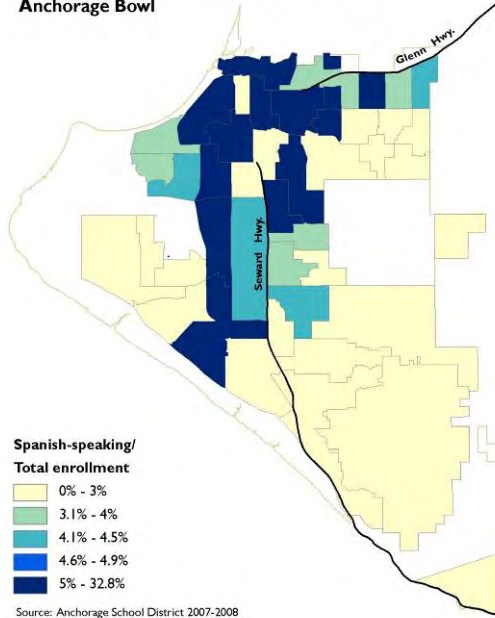 Anchorage Bowl
Glenn Hwy.
Seward Hwy.
Spanish-speaking/
Total enrollment
0% - 3%
3.1% - 4%
4.1% - 4.5%
4.6% - 4.9%
5% - 32.8%
Source: Anchorage School District 2007-2008